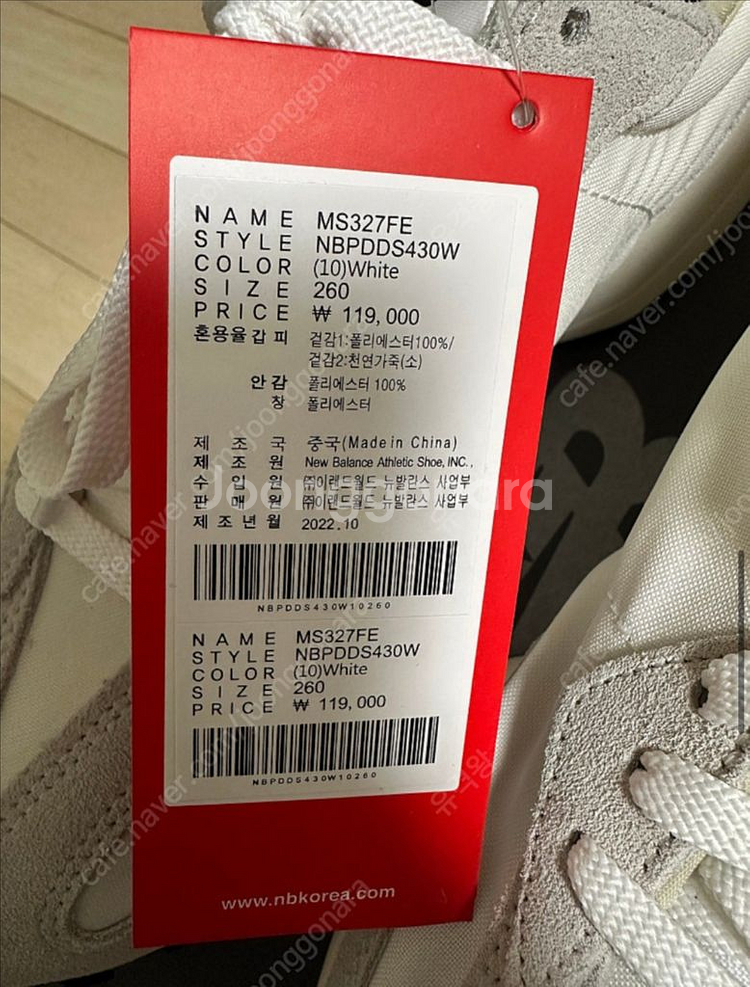 NAME MS327FE
STYLE NBPDDS430W
COLOR (10)White
SIZE 260
PRICE ₩ 119,000
혼용율갑피 겉감1:폴리에스터100%/
겉감2:천연가죽(소)
안감 폴리에스터 100%
창 폴리에스터
제조국 중국(Made in China)
제조원 New Balance Athletic Shoe, INC.,
수입원 ㈜이랜드월드 뉴발란스 사업부
판매원 ㈜이랜드월드 뉴발란스 사업부
제조년월 2022.10
NBPDDS430W10260
NAME MS327FE
STYLE NBPDDS430W
COLOR (10)White
SIZE 260
PRICE ₩ 119,000
NBPDDS430W10260
www.nbkorea.com
Joonggonara
cafe.naver.com/joonggonara